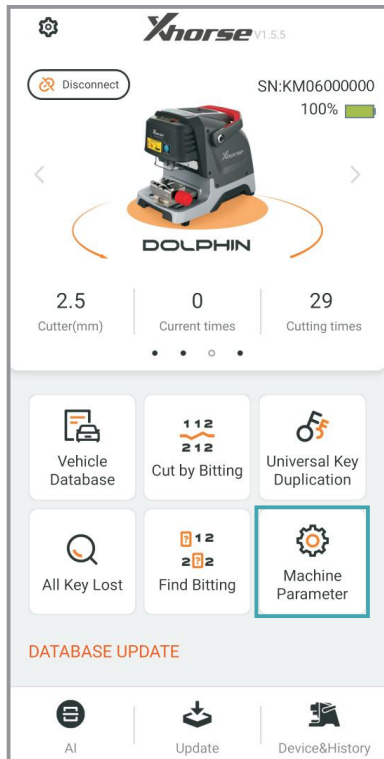 Xhorse V1.5.5
Disconnect
SN:KM06000000
100%
DOLPHIN
2.5
0
29
Cutter(mm)
Current times
Cutting times
112
212
Vehicle
Database
Cut by Bitting
Universal Key
Duplication
?12
2?2
All Key Lost
Find Bitting
Machine
Parameter
DATABASE UPDATE
AI
Update
Device&History